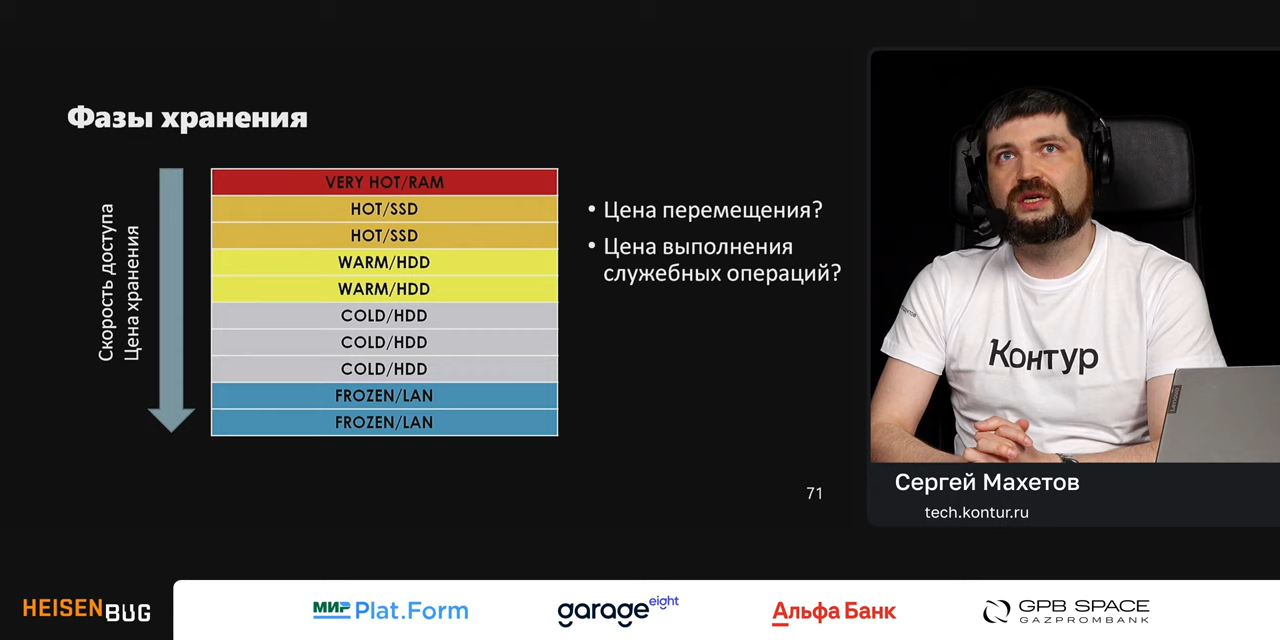 Фазы хранения
Скорость доступа
Цена хранения
VERY HOT/RAM
HOT/SSD
HOT/SSD
WARM/HDD
WARM/HDD
COLD/HDD
COLD/HDD
COLD/HDD
FROZEN/LAN
FROZEN/LAN
• Цена перемещения?
• Цена выполнения
служебных операций?
71
Контур
Lenovo
Сергей Махетов
tech.kontur.ru
HEISENBUG
МИР Plat.Form
garage eight
Альфа Банк
GPB SPACE
GAZPROMBANK